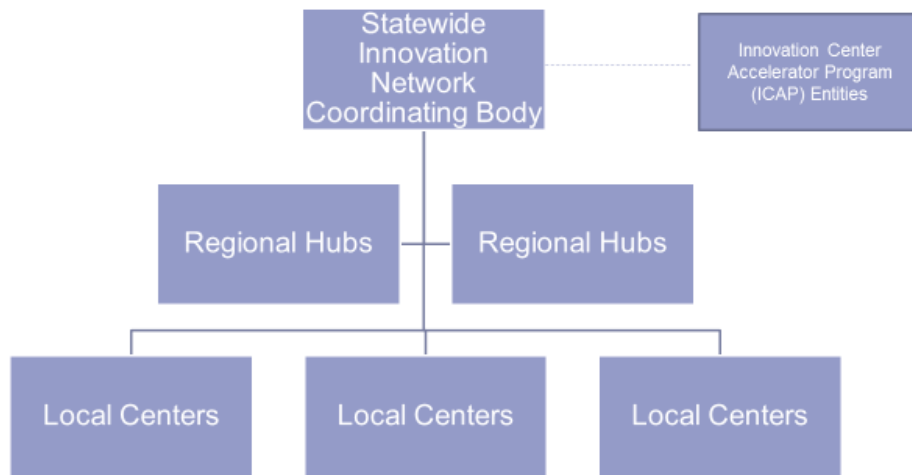 Statewide
Innovation
Network
Coordinating Body
Innovation Center
Accelerator Program
(ICAP) Entities
Regional Hubs
Regional Hubs
Local Centers
Local Centers
Local Centers